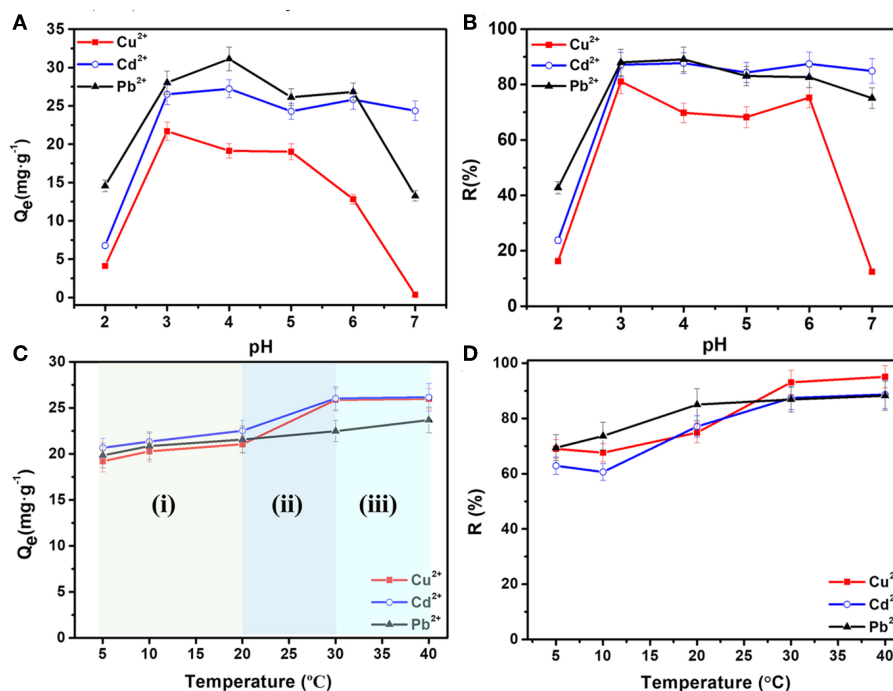 A
B
35
30
25
20
15
10
5
0
Qe(mg·g⁻¹)
Cu²⁺
Cd²⁺
Pb²⁺
2 3 4 5 6 7
pH
100
80
60
40
20
0
R(%)
Cu²⁺
Cd²⁺
Pb²⁺
2 3 4 5 6 7
pH
C
D
30
25
20
15
10
5
0
Qe(mg·g⁻¹)
(i) (ii) (iii)
Cu²⁺
Cd²⁺
Pb²⁺
5 10 15 20 25 30 35 40
Temperature (ºC)
100
80
60
40
20
0
R (%)
Cu²
Cd²
Pb²
5 10 15 20 25 30 35 40
Temperature (°C)